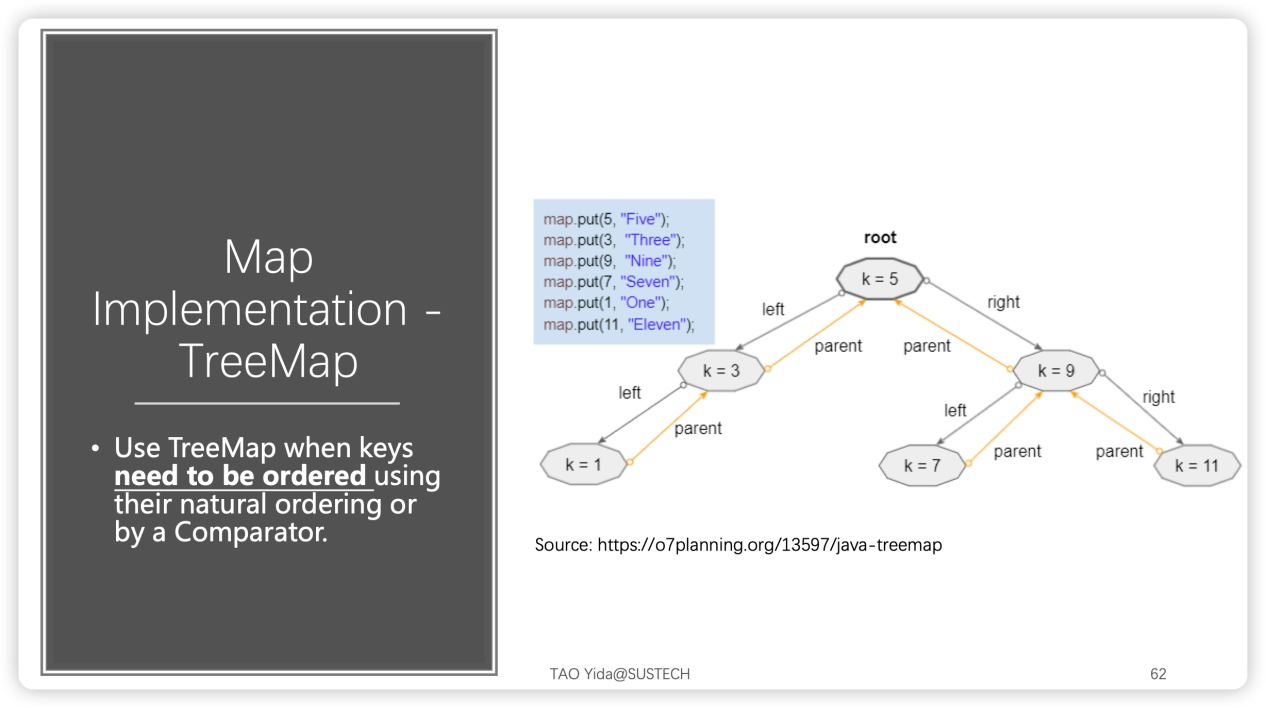 Map
Implementation -
TreeMap
• Use TreeMap when keys
need to be ordered using
their natural ordering or
by a Comparator.
map.put(5, "Five");
map.put(3,  "Three");
map.put(9,  "Nine");
map.put(7, "Seven");
map.put(1, "One");
map.put(11, "Eleven");
root
k = 5
left
right
parent
parent
k = 3
k = 9
left
parent
left
right
parent
parent
k = 1
k = 7
k = 11
Source: https://o7planning.org/13597/java-treemap
TAO Yida@SUSTECH
62